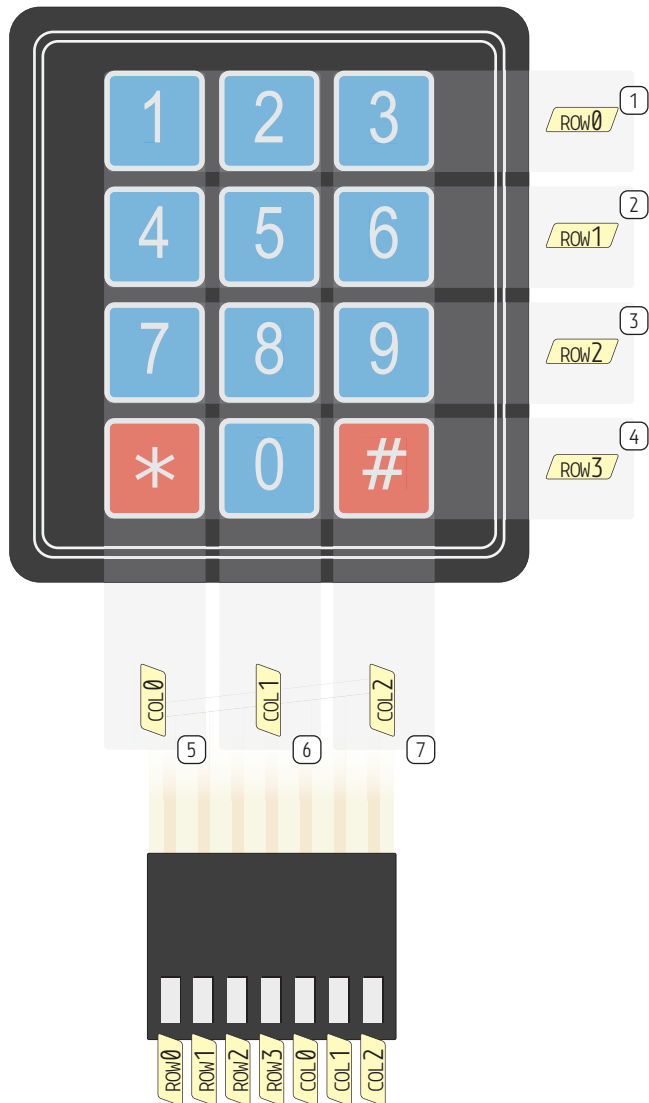 1 2 3 ROW0 1
4 5 6 ROW1 2
7 8 9 ROW2 3
* 0 # ROW3 4
COL0 COL1 COL2
5 6 7
ROW0 ROW1 ROW2 ROW3 COL0 COL1 COL2